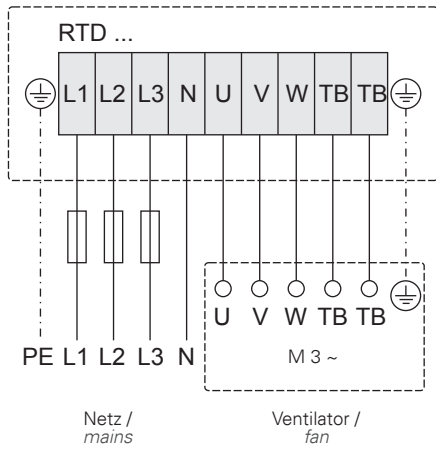 RTD ...
L1 L2 L3 N U V W TB TB
U V W TB TB
PE L1 L2 L3 N
M 3 ~
Netz /
mains
Ventilator /
fan